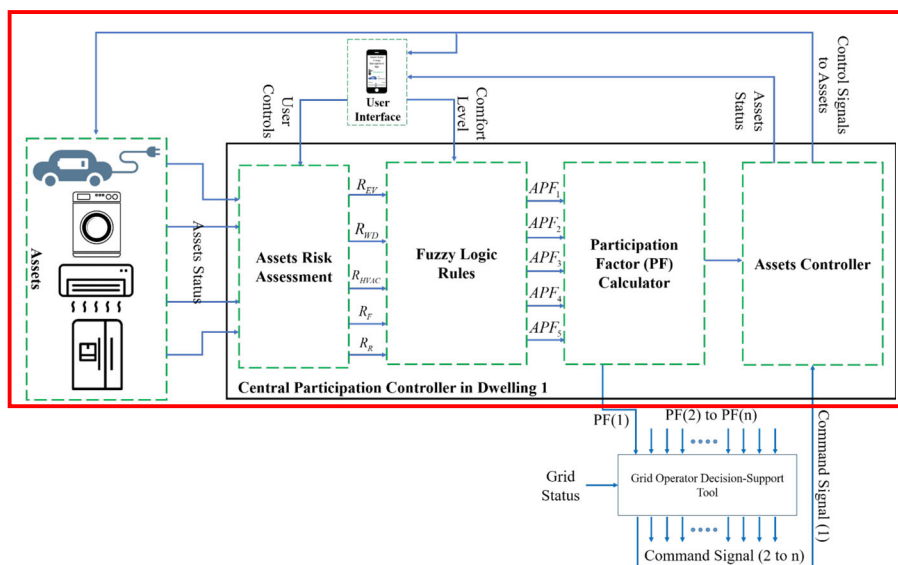 User
Interface
User
Controls
Comfort
Level
Assets
Status
Control Signals
to Assets
Assets
Assets Status
Assets Risk
Assessment
R_EV
R_WD
R_HVAC
R_F
R_R
Fuzzy Logic
Rules
APF_1
APF_2
APF_3
APF_4
APF_5
Participation
Factor (PF)
Calculator
Assets Controller
Central Participation Controller in Dwelling 1
PF(1)
PF(2) to PF(n)
Grid
Status
Grid Operator Decision-Support
Tool
Command Signal (1)
Command Signal (2 to n)